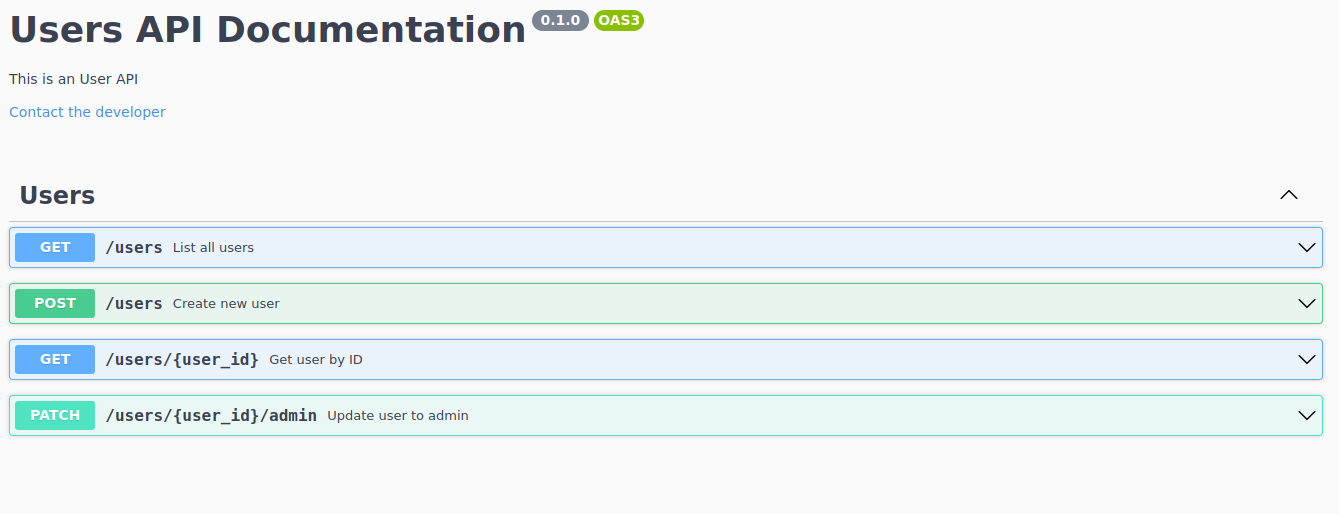 Users API Documentation 0.1.0 OAS3
This is an User API
Contact the developer
Users
GET /users List all users
POST /users Create new user
GET /users/{user_id} Get user by ID
PATCH /users/{user_id}/admin Update user to admin